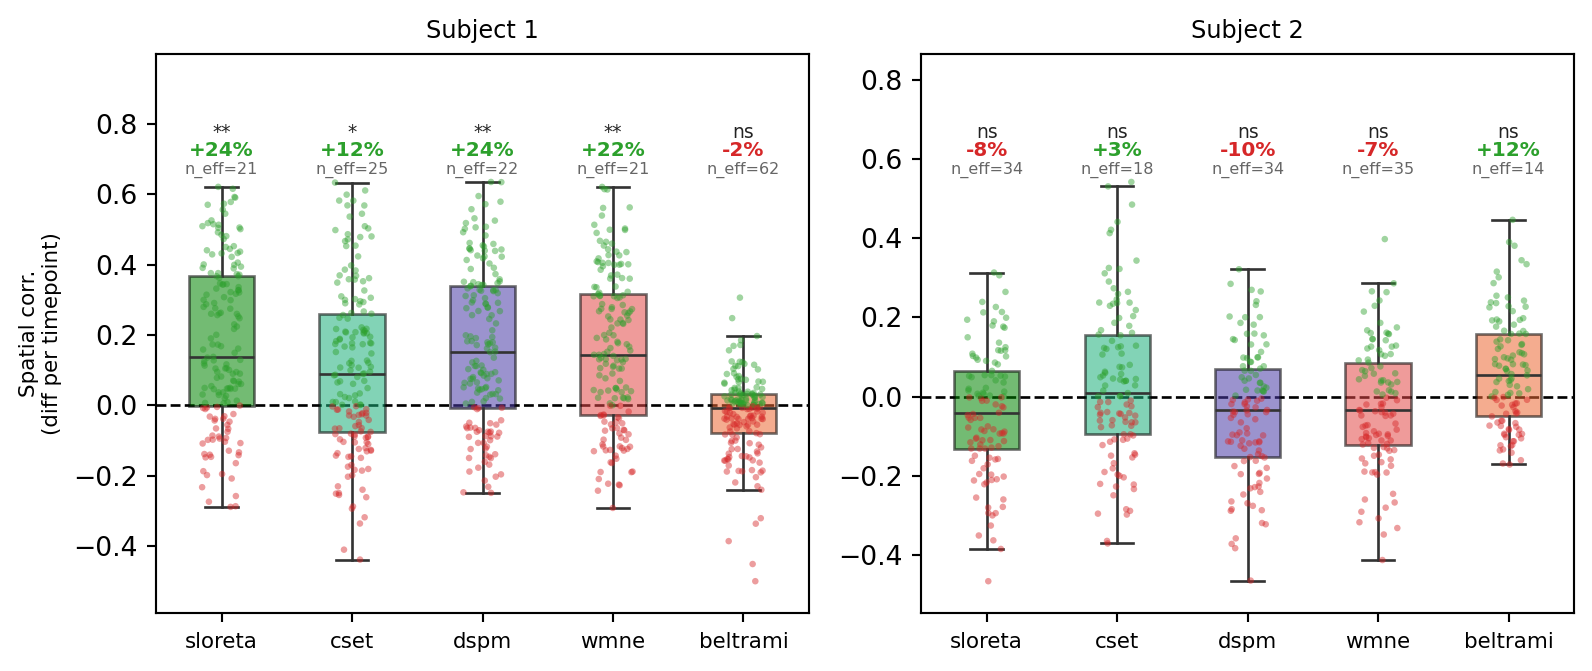 Subject 1
Spatial corr.
(diff per timepoint)
0.8
0.6
0.4
0.2
0.0
−0.2
−0.4
** * ** ** ns
+24% +12% +24% +22% -2%
n_eff=21 n_eff=25 n_eff=22 n_eff=21 n_eff=62
sloreta cset dspm wmne beltrami
Subject 2
0.8
0.6
0.4
0.2
0.0
−0.2
−0.4
ns ns ns ns ns
-8% +3% -10% -7% +12%
n_eff=34 n_eff=18 n_eff=34 n_eff=35 n_eff=14
sloreta cset dspm wmne beltrami